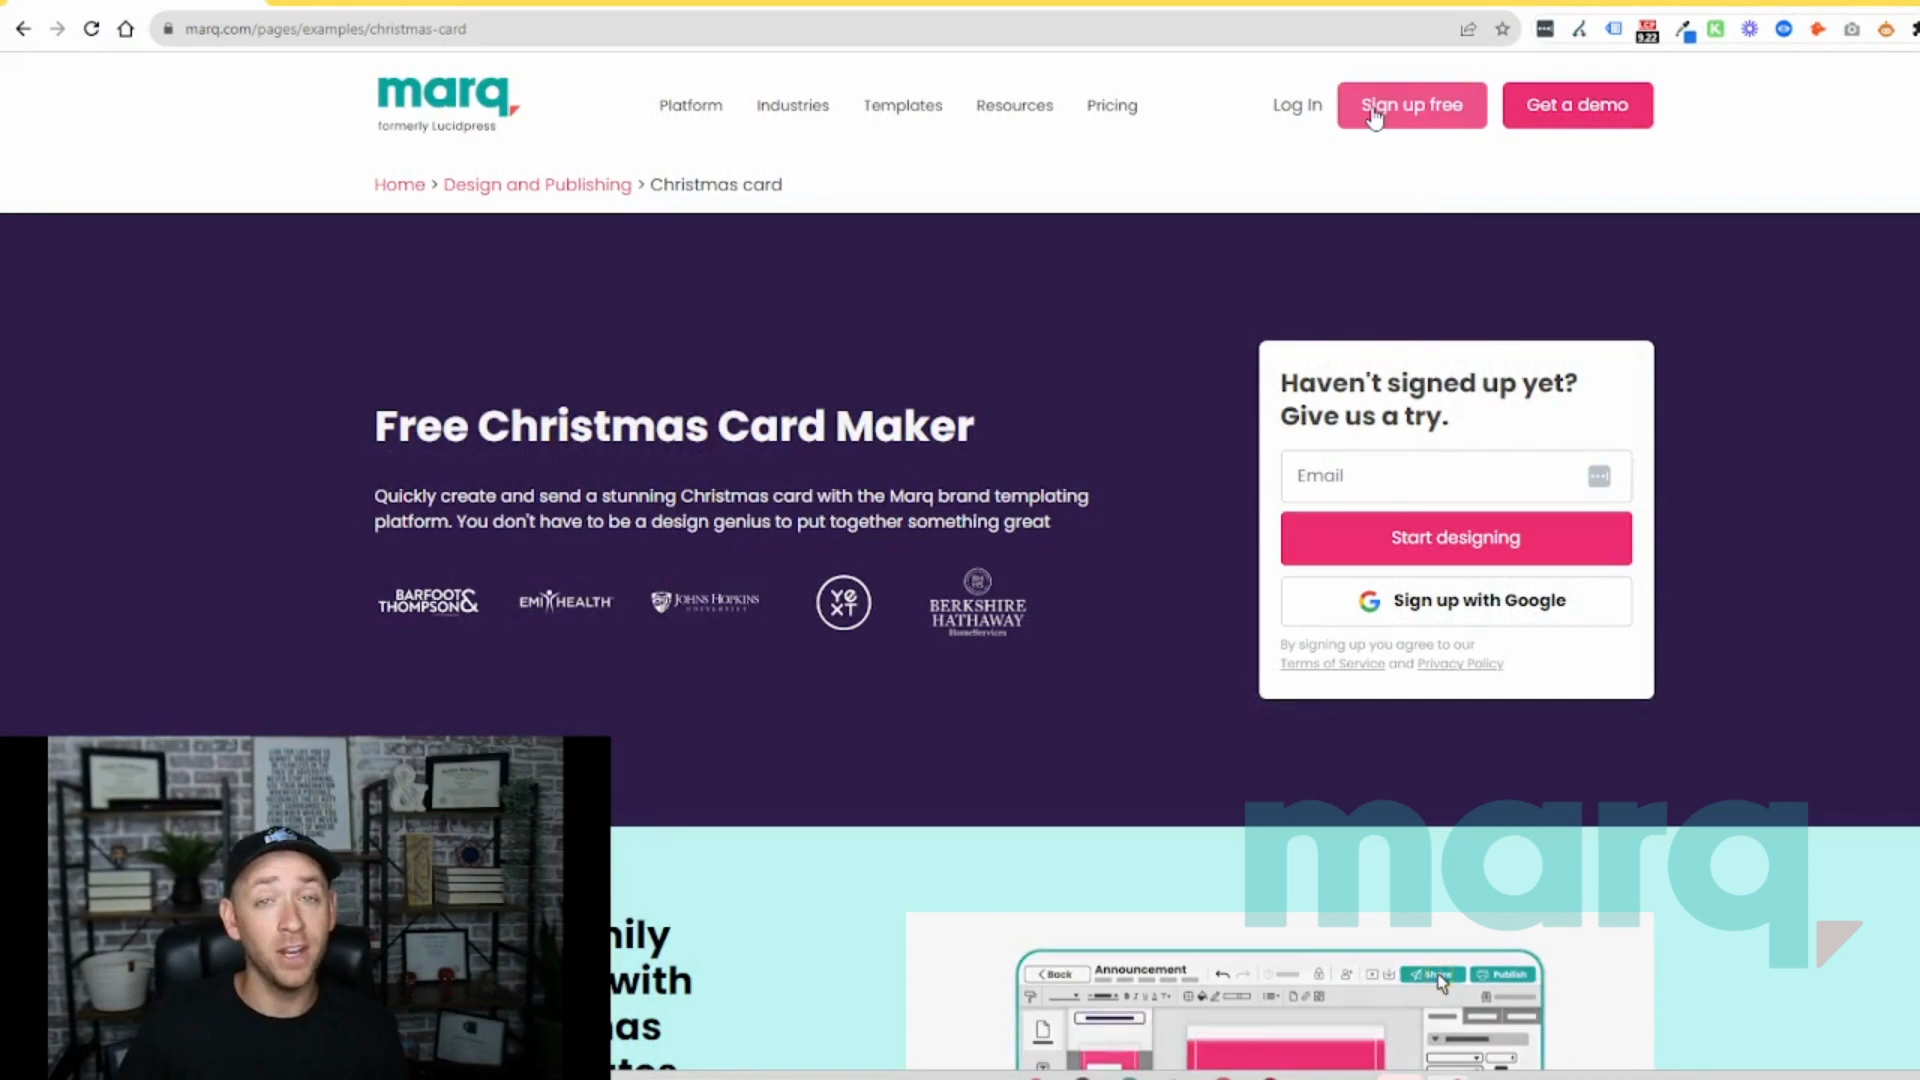 marq.com/pages/examples/christmas-card
LCP
9.22
marq
formerly Lucidpress
Platform
Industries
Templates
Resources
Pricing
Log In
Sign up free
Get a demo
Home > Design and Publishing > Christmas card
Free Christmas Card Maker
Quickly create and send a stunning Christmas card with the Marq brand templating
platform. You don't have to be a design genius to put together something great
BARFOOT &
THOMPSON
EMI HEALTH
JOHNS HOPKINS
UNIVERSITY
YEXT
BERKSHIRE
HATHAWAY
HomeServices
Haven't signed up yet?
Give us a try.
Email
Start designing
Sign up with Google
By signing up you agree to our
Terms of Service and Privacy Policy
marq
nily
with
as
Back
Announcement
Share
Publish